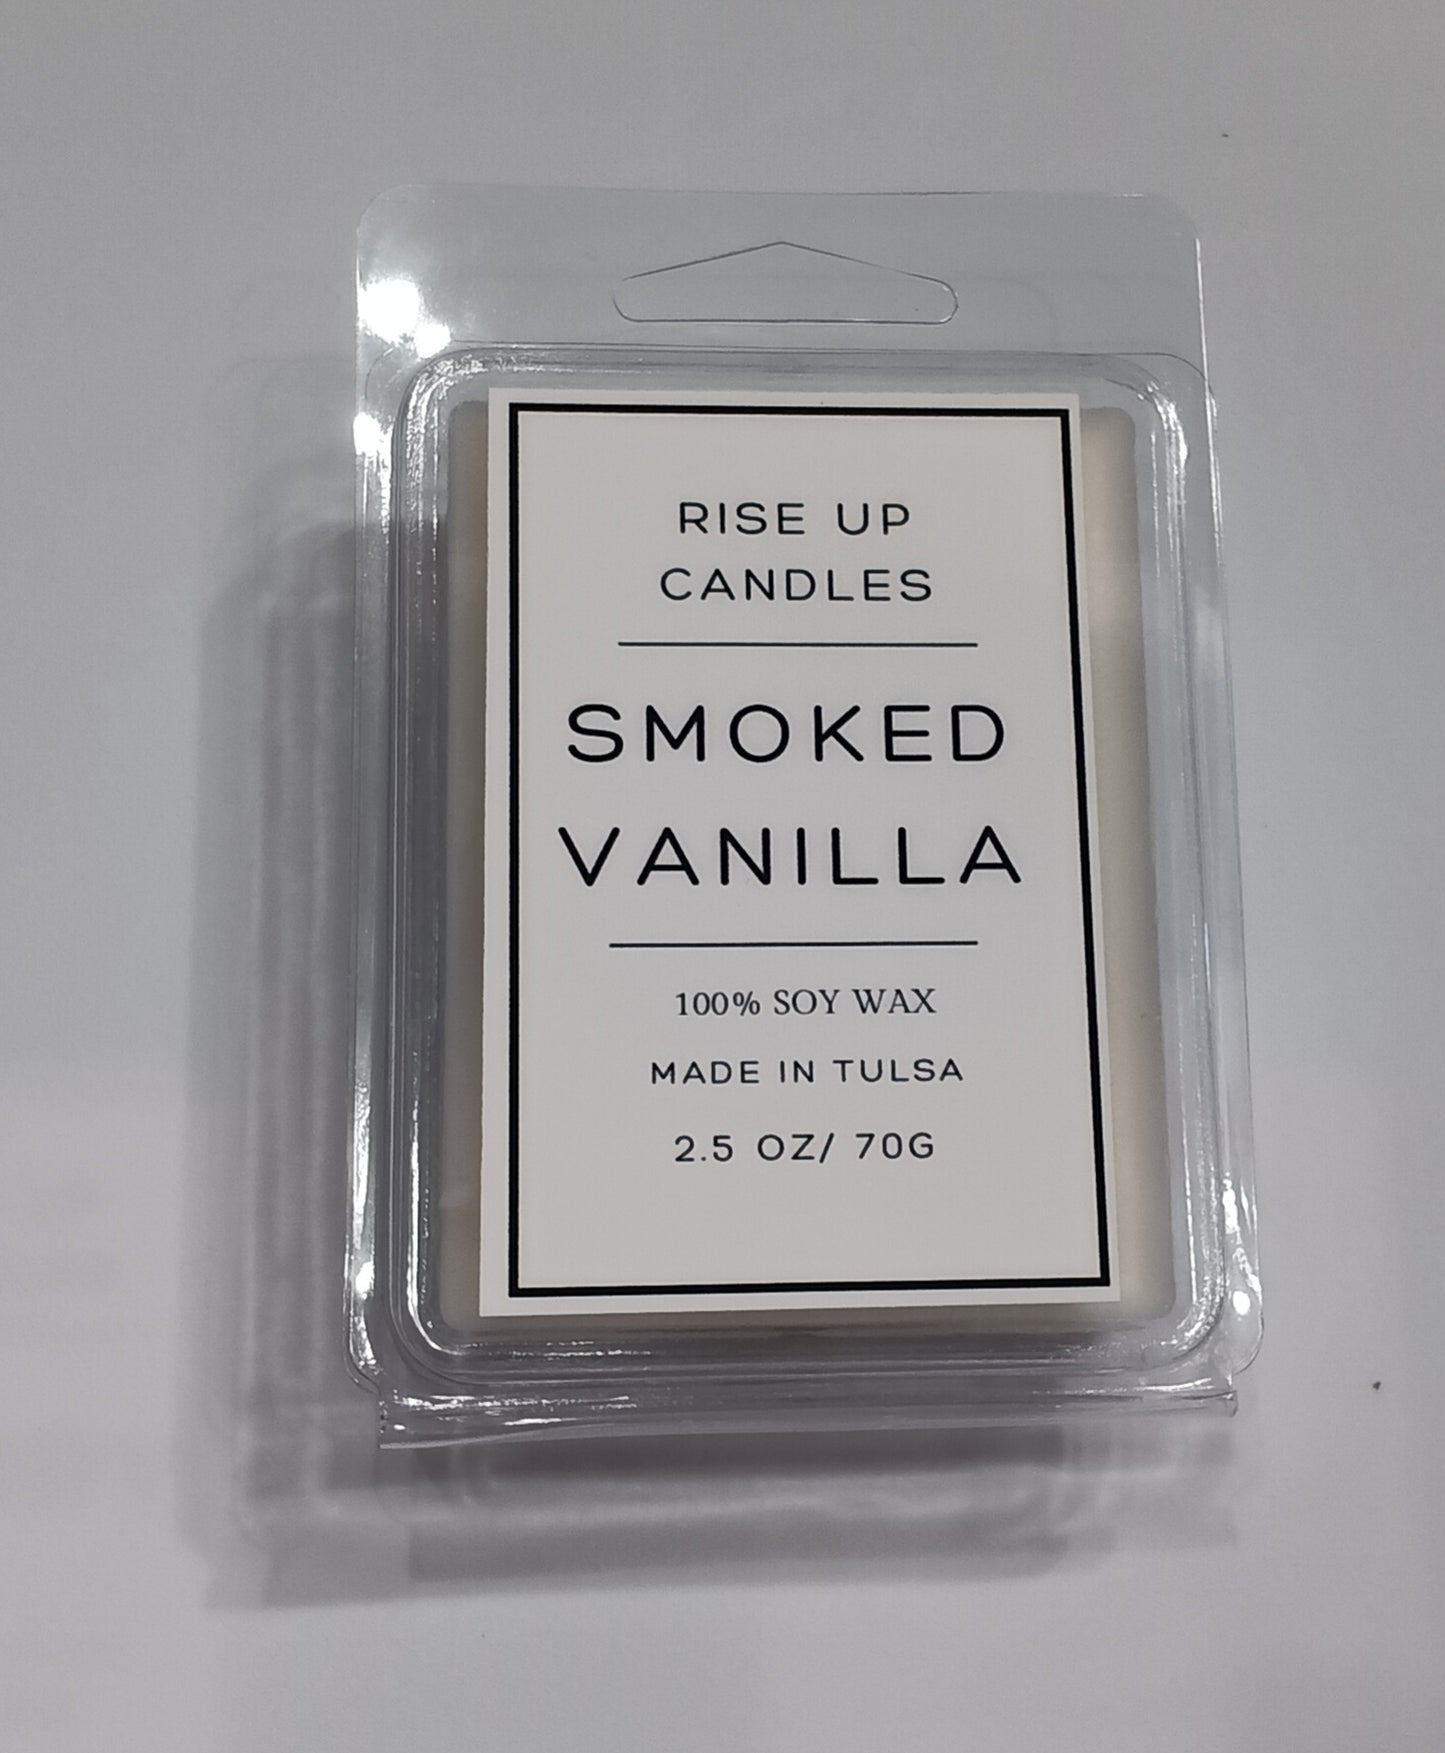 RISE UP
CANDLES
SMOKED
VANILLA
100% SOY WAX
MADE IN TULSA
2.5 OZ/ 70G